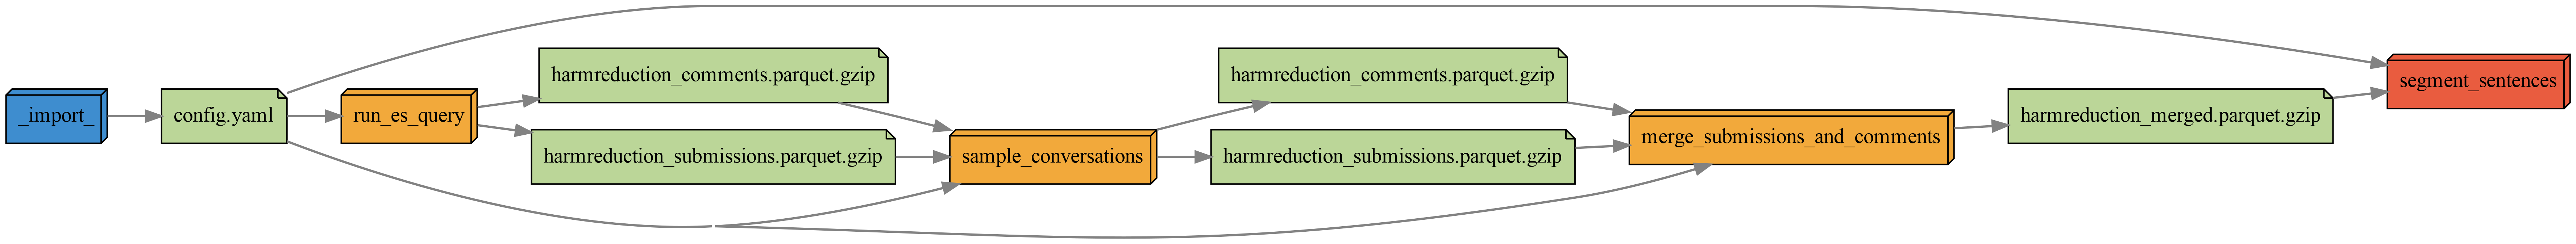 _import_
config.yaml
run_es_query
harmreduction_comments.parquet.gzip
harmreduction_submissions.parquet.gzip
sample_conversations
harmreduction_comments.parquet.gzip
harmreduction_submissions.parquet.gzip
merge_submissions_and_comments
harmreduction_merged.parquet.gzip
segment_sentences